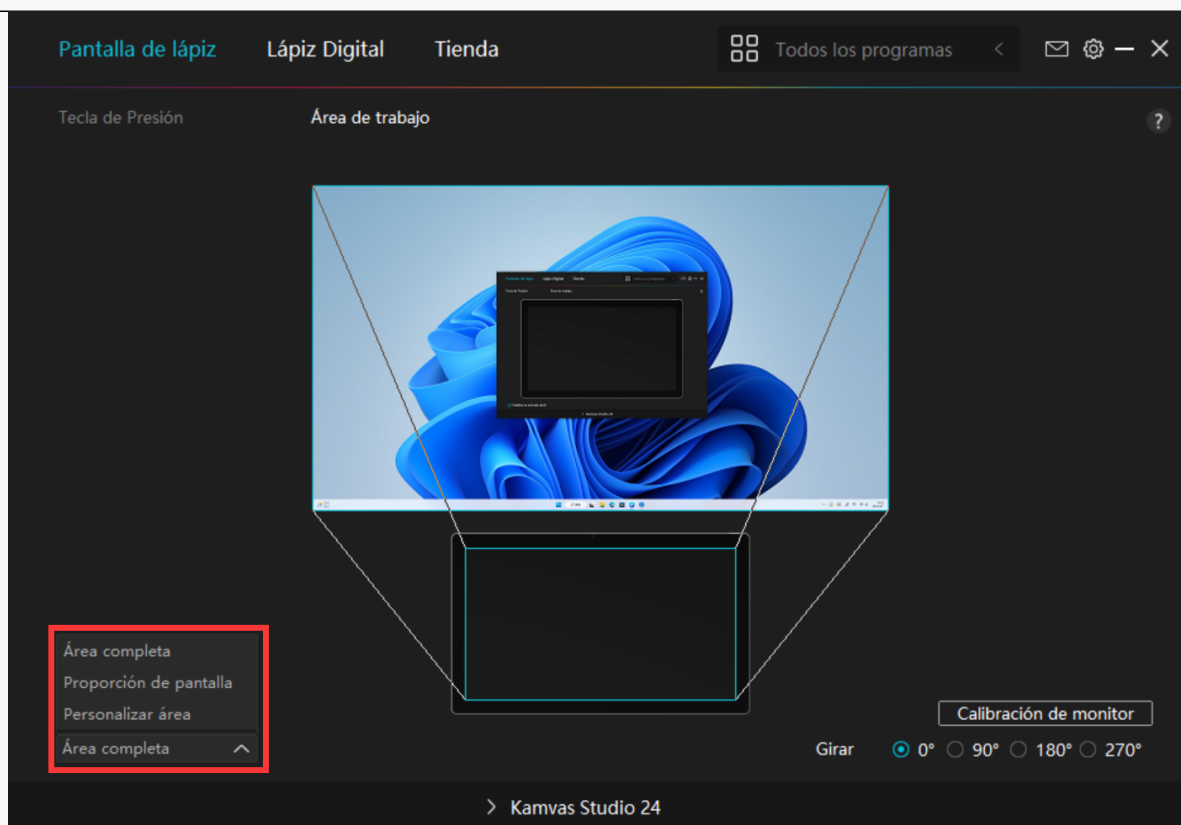 Pantalla de lápiz Lápiz Digital Tienda Todos los programas
Tecla de Presión Área de trabajo ?
Área completa
Proporción de pantalla
Personalizar área
Área completa
Calibración de monitor
Girar 0° 90° 180° 270°
Kamvas Studio 24